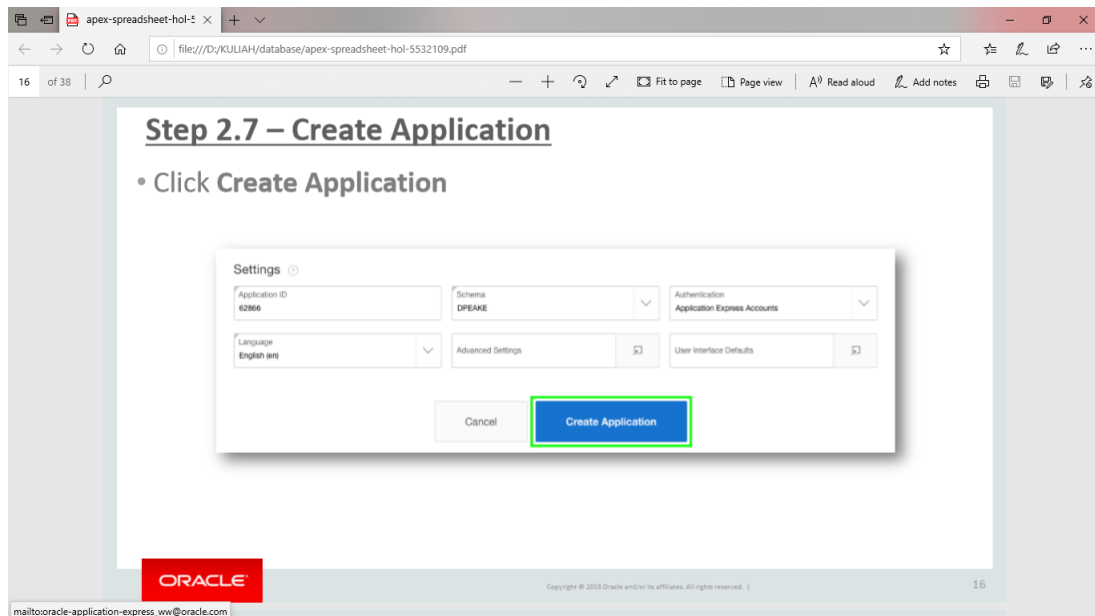 apex-spreadsheet-hol-5
file:///D:/KULIAH/database/apex-spreadsheet-hol-5532109.pdf
16 of 38 Fit to page Page view Read aloud Add notes
Step 2.7 – Create Application
• Click Create Application
Settings
Application ID Schema Authentication
62866 DPEAKE Application Express Accounts
Language Advanced Settings User Interface Defaults
English (en)
Cancel Create Application
ORACLE
Copyright © 2018 Oracle and/or its affiliates. All rights reserved. | 16
mailto:oracle-application-express_ww@oracle.com